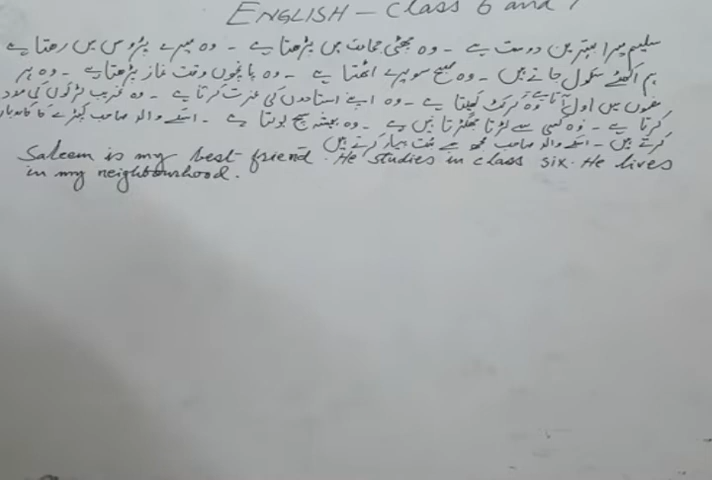 ENGLISH - Class 6 and 7
سلیم میرا بہترین دوست ہے - وہ چھٹی جماعت میں پڑھتا ہے - وہ میرے پڑوس میں رہتا ہے
ہم اکٹھے سکول جاتے ہیں - وہ صبح سویرے اٹھتا ہے - وہ پانچوں وقت نماز پڑھتا ہے - وہ ہر
میں اول آتا ہے - وہ کرکٹ کھیلتا ہے - وہ اپنے استادوں کی عزت کرتا ہے - وہ غریب لڑکوں کی مدد
کرتا ہے - وہ کسی سے لڑتا جھگڑتا نہیں ہے - وہ ہمیشہ سچ بولتا ہے - اسکے والد صاحب کپڑے کا کاروبار
کرتے ہیں - اسکے والد صاحب مجھ سے بہت پیار کرتے ہیں
Saleem is my best friend. He studies in class six. He lives
in my neighbourhood.